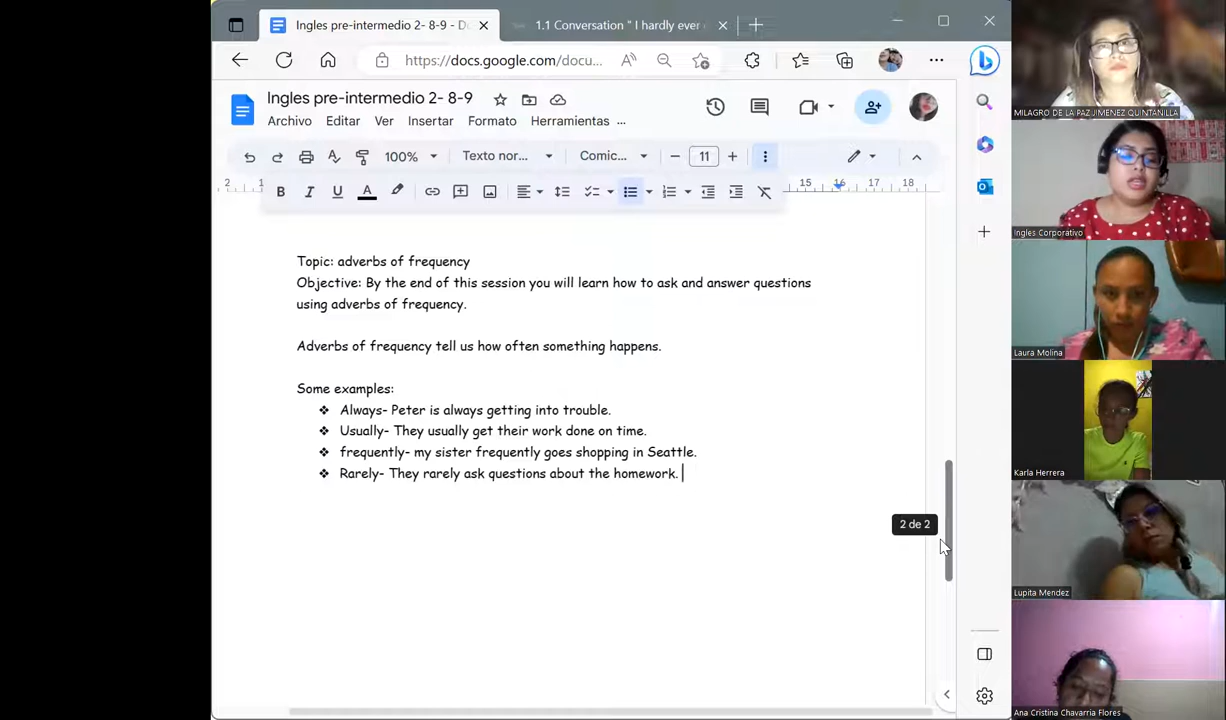 Ingles pre-intermedio 2- 8-9 - Do
1.1 Conversation " I hardly ever
https://docs.google.com/docu...
Ingles pre-intermedio 2- 8-9
Archivo Editar Ver Insertar Formato Herramientas ...
100% Texto nor... Comic... 11
2 1 15 16 17 18
Topic: adverbs of frequency
Objective: By the end of this session you will learn how to ask and answer questions
using adverbs of frequency.
Adverbs of frequency tell us how often something happens.
Some examples:
❖ Always- Peter is always getting into trouble.
❖ Usually- They usually get their work done on time.
❖ frequently- my sister frequently goes shopping in Seattle.
❖ Rarely- They rarely ask questions about the homework.
2 de 2
MILAGRO DE LA PAZ JIMENEZ QUINTANILLA
Ingles Corporativo
Laura Molina
Karla Herrera
Lupita Mendez
Ana Cristina Chavarria Flores